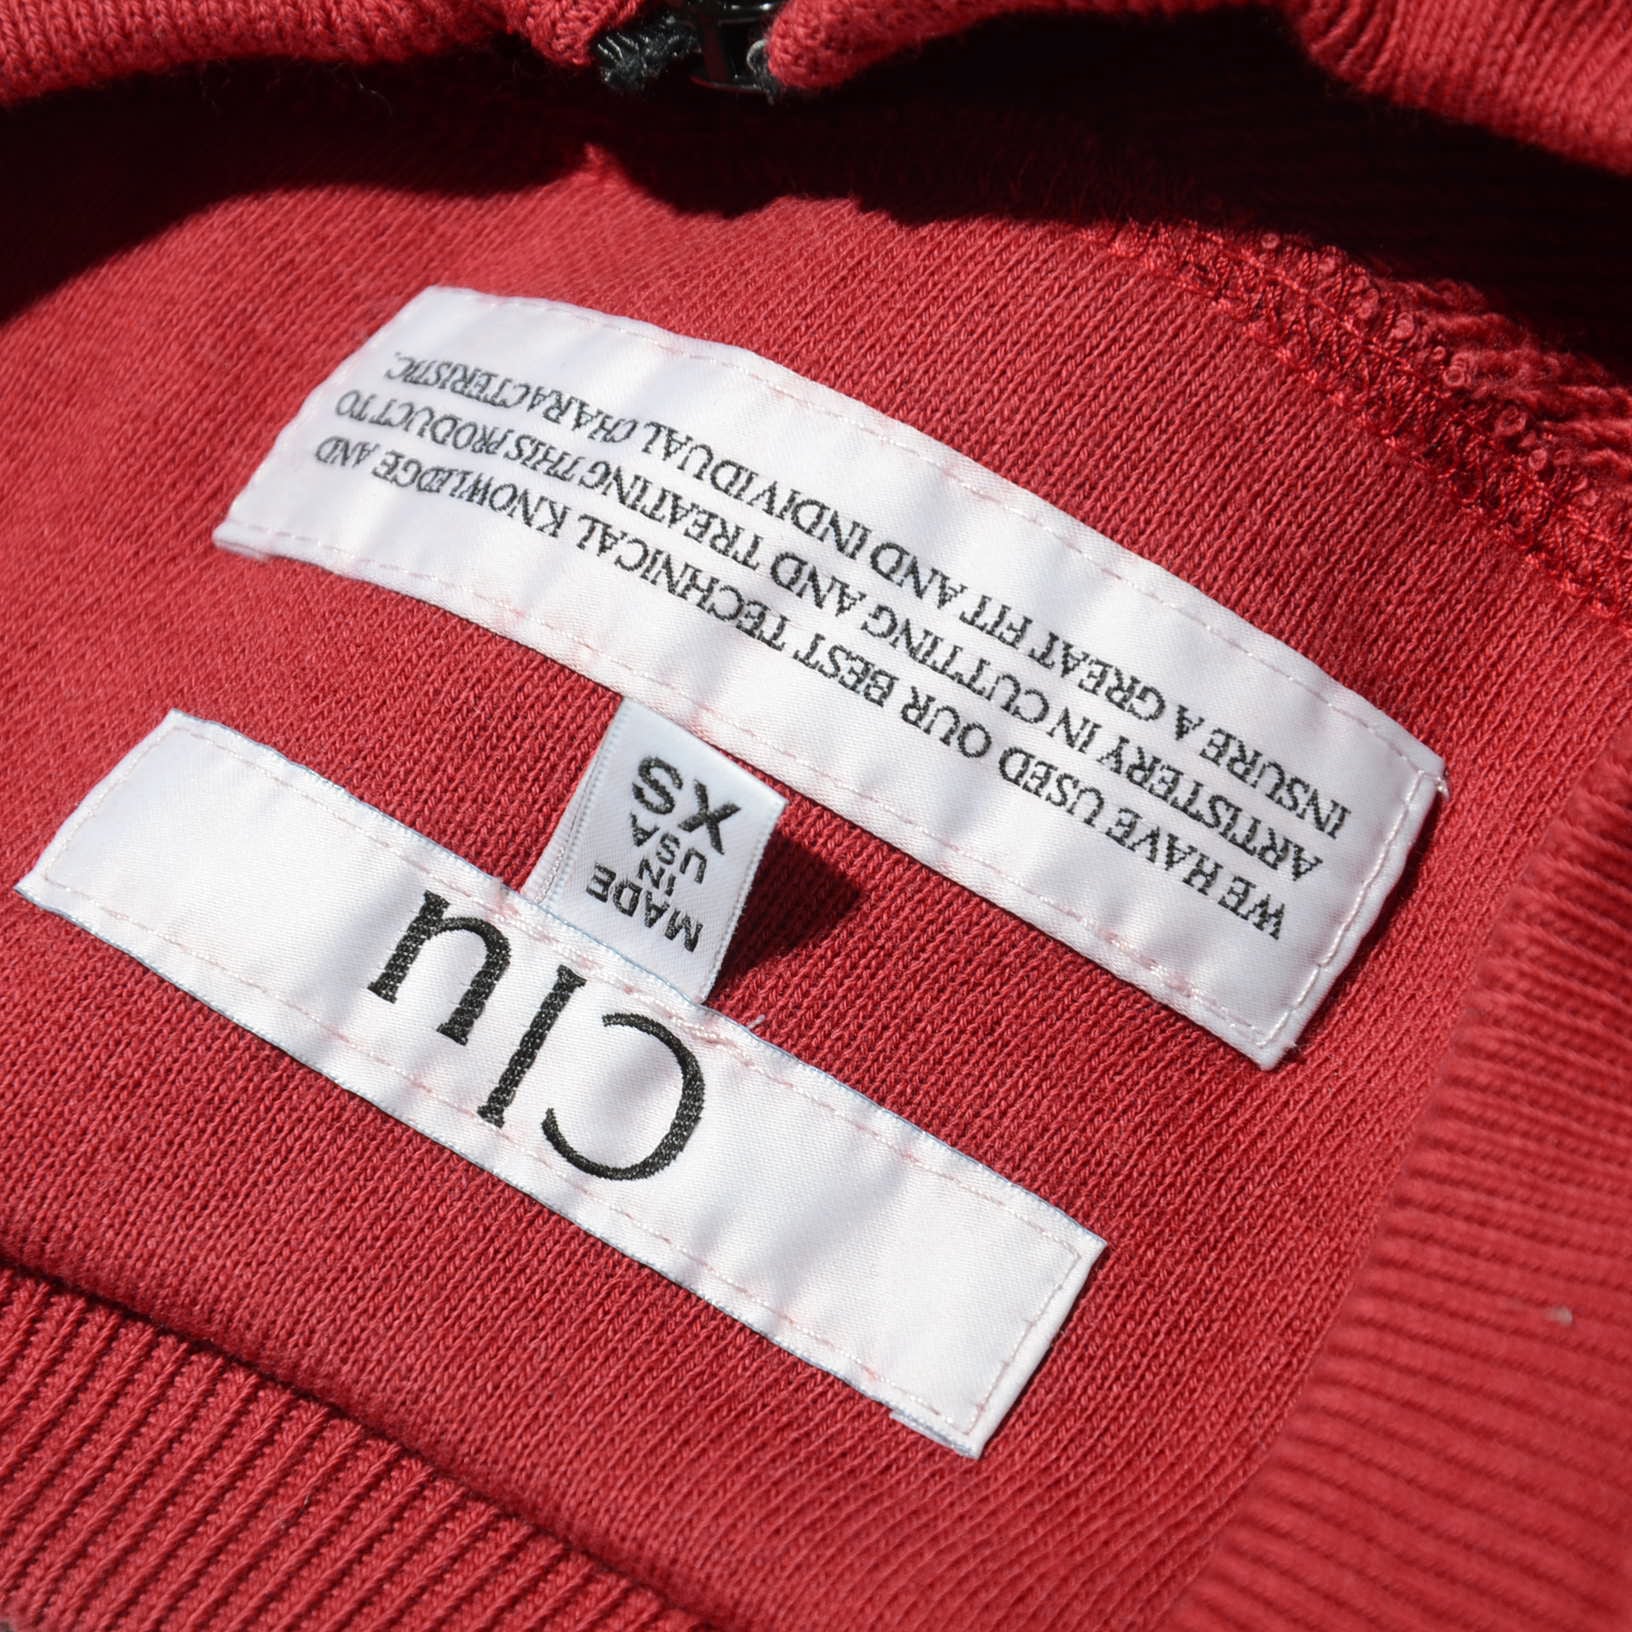 Clu
MADE
IN
USA
XS
WE HAVE USED OUR BEST TECHNICAL KNOWLEDGE AND
ARTISTERY IN CUTTING AND TREATING THIS PRODUCT TO
INSURE A GREAT FIT AND INDIVIDUAL CHARACTERISTIC.